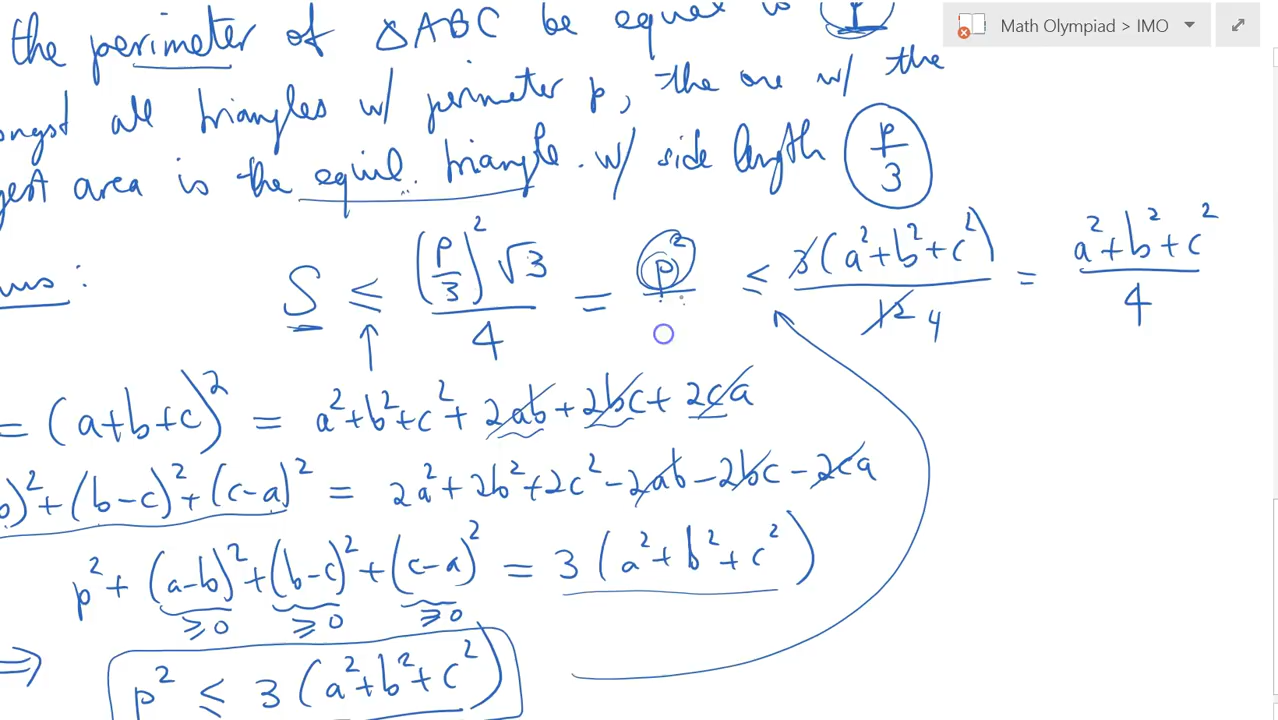 Math Olympiad > IMO
the perimeter of △ABC be equal to p
all triangles w/ perimeter p, the one w/ the
area is the equil. triangle. w/ side length p/3
S ≤ (p/3)²√3/4 = p² ≤ 3(a²+b²+c²)/12 4 = a²+b²+c²/4
= (a+b+c)² = a²+b²+c²+2ab+2bc+2ca
)²+(b-c)²+(c-a)² = 2a²+2b²+2c²-2ab-2bc-2ca
p²+(a-b)²+(b-c)²+(c-a)² = 3(a²+b²+c²)
≥0 ≥0 ≥0
⇒ p² ≤ 3(a²+b²+c²)